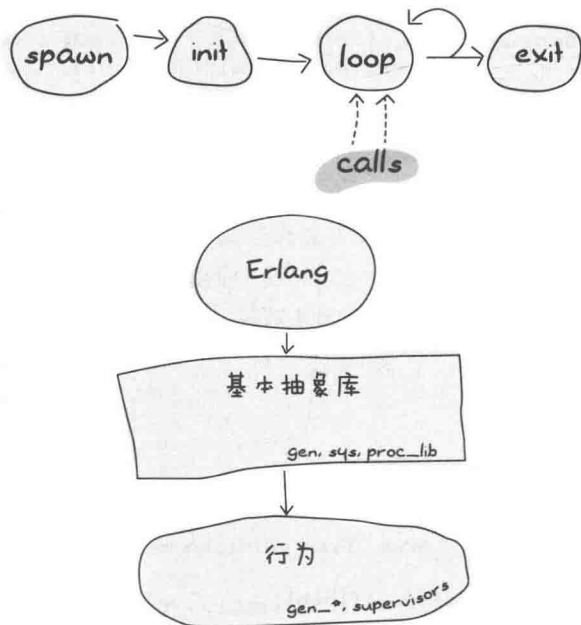 spawn init loop exit
calls
Erlang
基本抽象库
gen, sys, proc_lib
行为
gen_*, supervisors